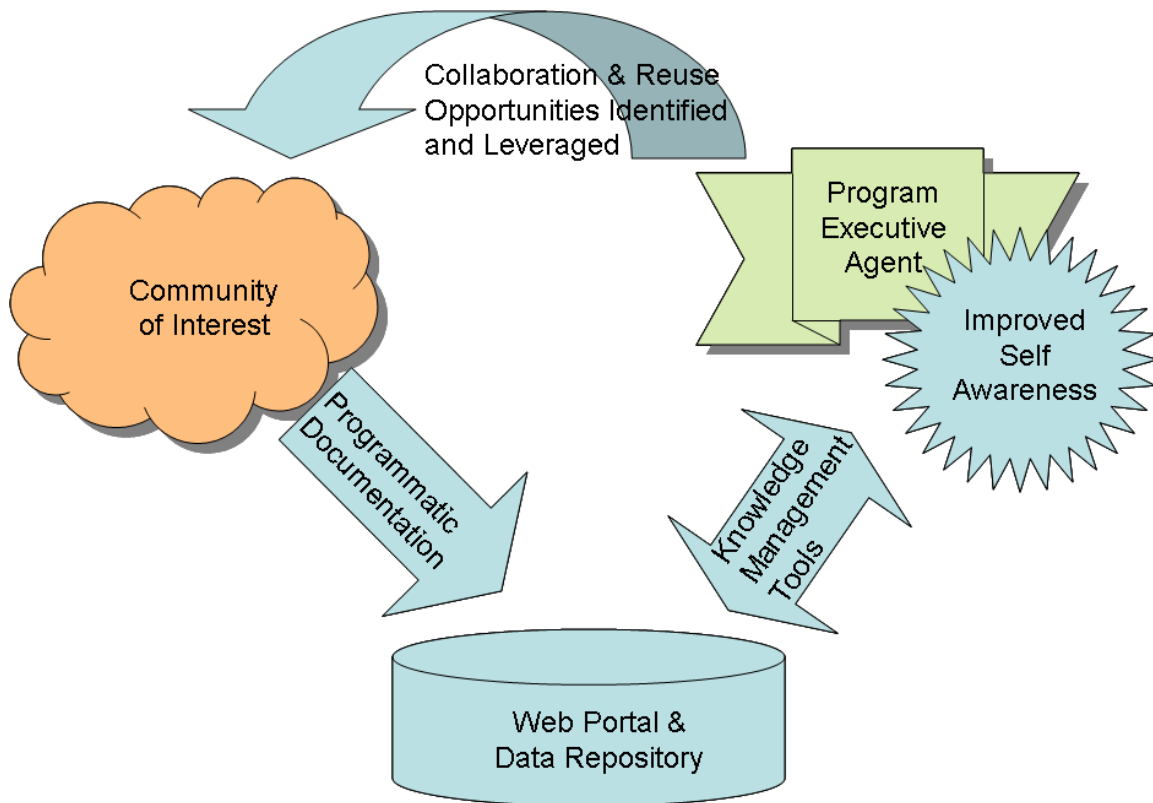 Collaboration & Reuse
Opportunities Identified
and Leveraged
Program
Executive
Agent
Community
of Interest
Improved
Self
Awareness
Programmatic
Documentation
Knowledge
Management
Tools
Web Portal &
Data Repository